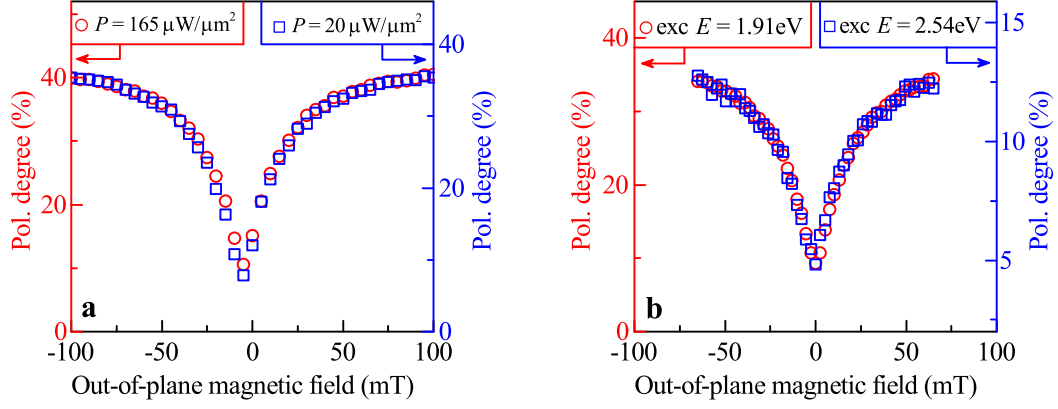 P = 165 µW/µm²
P = 20 µW/µm²
40
20
0
Pol. degree (%)
40
20
0
Pol. degree (%)
a
-100
-50
0
50
100
Out-of-plane magnetic field (mT)
exc E = 1.91eV
exc E = 2.54eV
40
20
0
Pol. degree (%)
15
10
5
Pol. degree (%)
b
-100
-50
0
50
100
Out-of-plane magnetic field (mT)